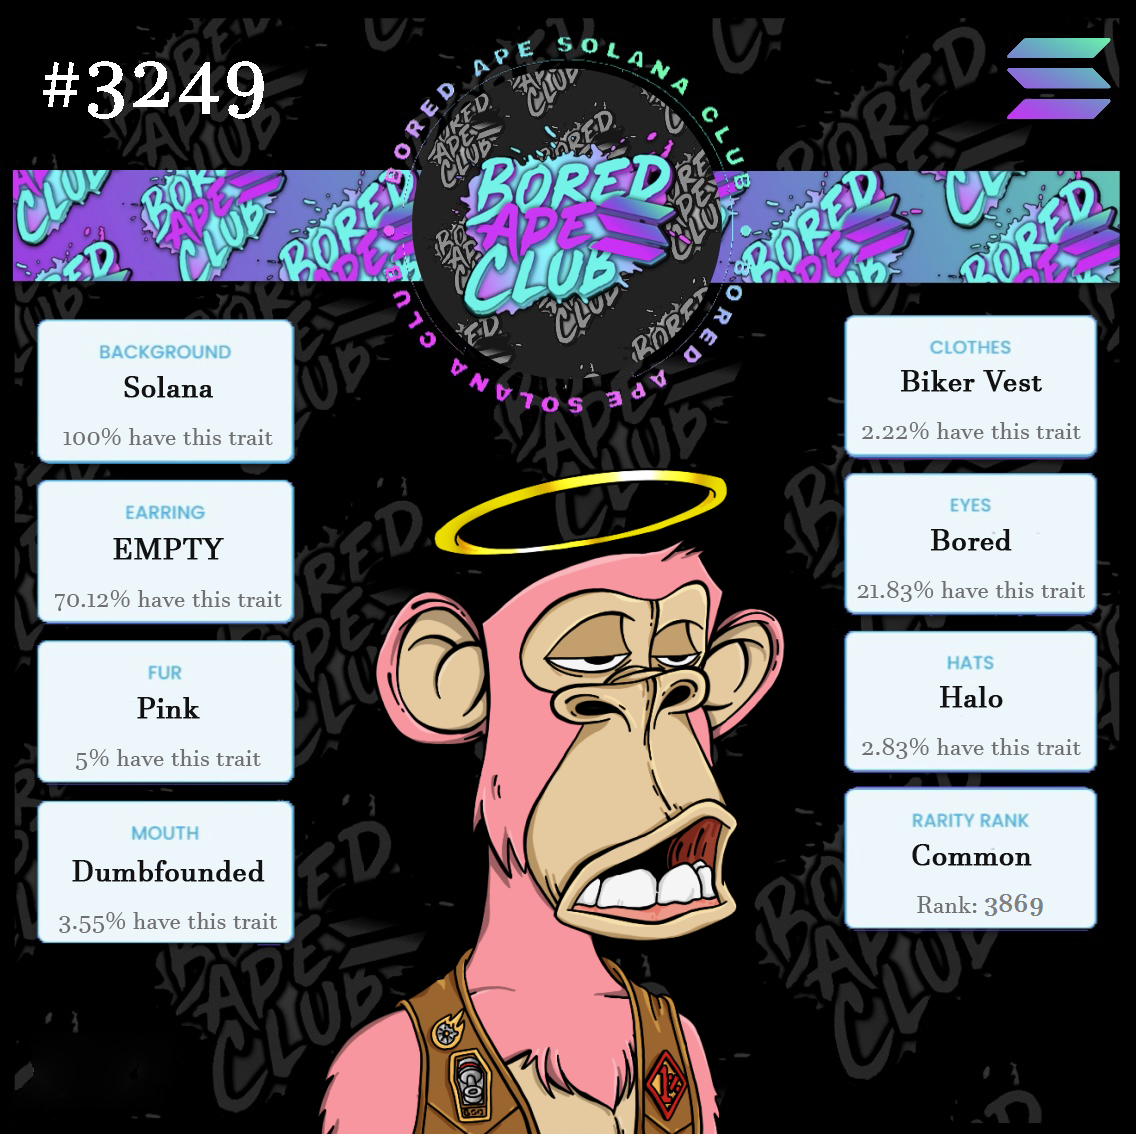 #3249
BORED APE SOLANA CLUB
BORED APE SOLANA CLUB
BORED
APE
CLUB
BACKGROUND
Solana
100% have this trait
EARRING
EMPTY
70.12% have this trait
FUR
Pink
5% have this trait
MOUTH
Dumbfounded
3.55% have this trait
CLOTHES
Biker Vest
2.22% have this trait
EYES
Bored
21.83% have this trait
HATS
Halo
2.83% have this trait
RARITY RANK
Common
Rank: 3869